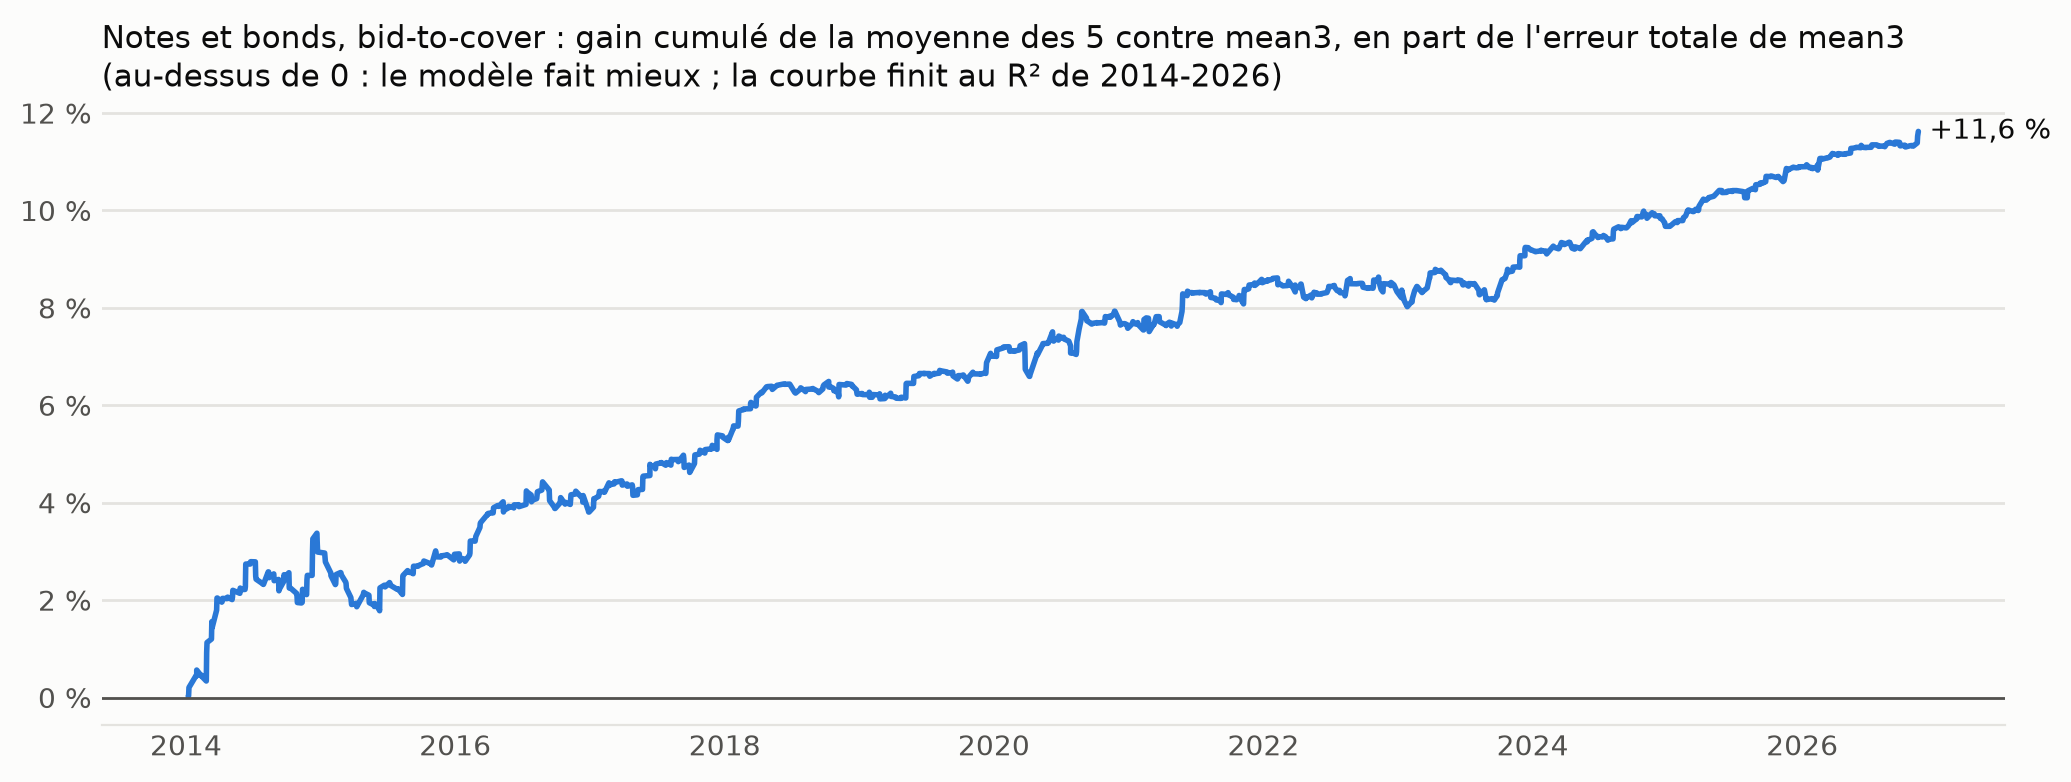 Notes et bonds, bid-to-cover : gain cumulé de la moyenne des 5 contre mean3, en part de l'erreur totale de mean3
(au-dessus de 0 : le modèle fait mieux ; la courbe finit au R² de 2014-2026)
12 %
+11,6 %
10 %
8 %
6 %
4 %
2 %
0 %
2014 2016 2018 2020 2022 2024 2026